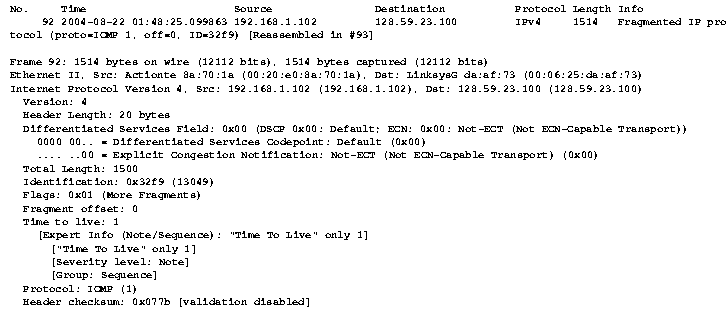 No. Time Source Destination Protocol Length Info
92 2004-08-22 01:48:25.099863 192.168.1.102 128.59.23.100 IPv4 1514 Fragmented IP pro
tocol (proto=ICMP 1, off=0, ID=32f9) [Reassembled in #93]
Frame 92: 1514 bytes on wire (12112 bits), 1514 bytes captured (12112 bits)
Ethernet II, Src: Actionte 8a:70:1a (00:20:e0:8a:70:1a), Dst: LinksysG da:af:73 (00:06:25:da:af:73)
Internet Protocol Version 4, Src: 192.168.1.102 (192.168.1.102), Dst: 128.59.23.100 (128.59.23.100)
Version: 4
Header Length: 20 bytes
Differentiated Services Field: 0x00 (DSCP 0x00: Default; ECN: 0x00: Not-ECT (Not ECN-Capable Transport))
0000 00.. = Differentiated Services Codepoint: Default (0x00)
.... ..00 = Explicit Congestion Notification: Not-ECT (Not ECN-Capable Transport) (0x00)
Total Length: 1500
Identification: 0x32f9 (13049)
Flags: 0x01 (More Fragments)
Fragment offset: 0
Time to live: 1
[Expert Info (Note/Sequence): "Time To Live" only 1]
["Time To Live" only 1]
[Severity level: Note]
[Group: Sequence]
Protocol: ICMP (1)
Header checksum: 0x077b [validation disabled]